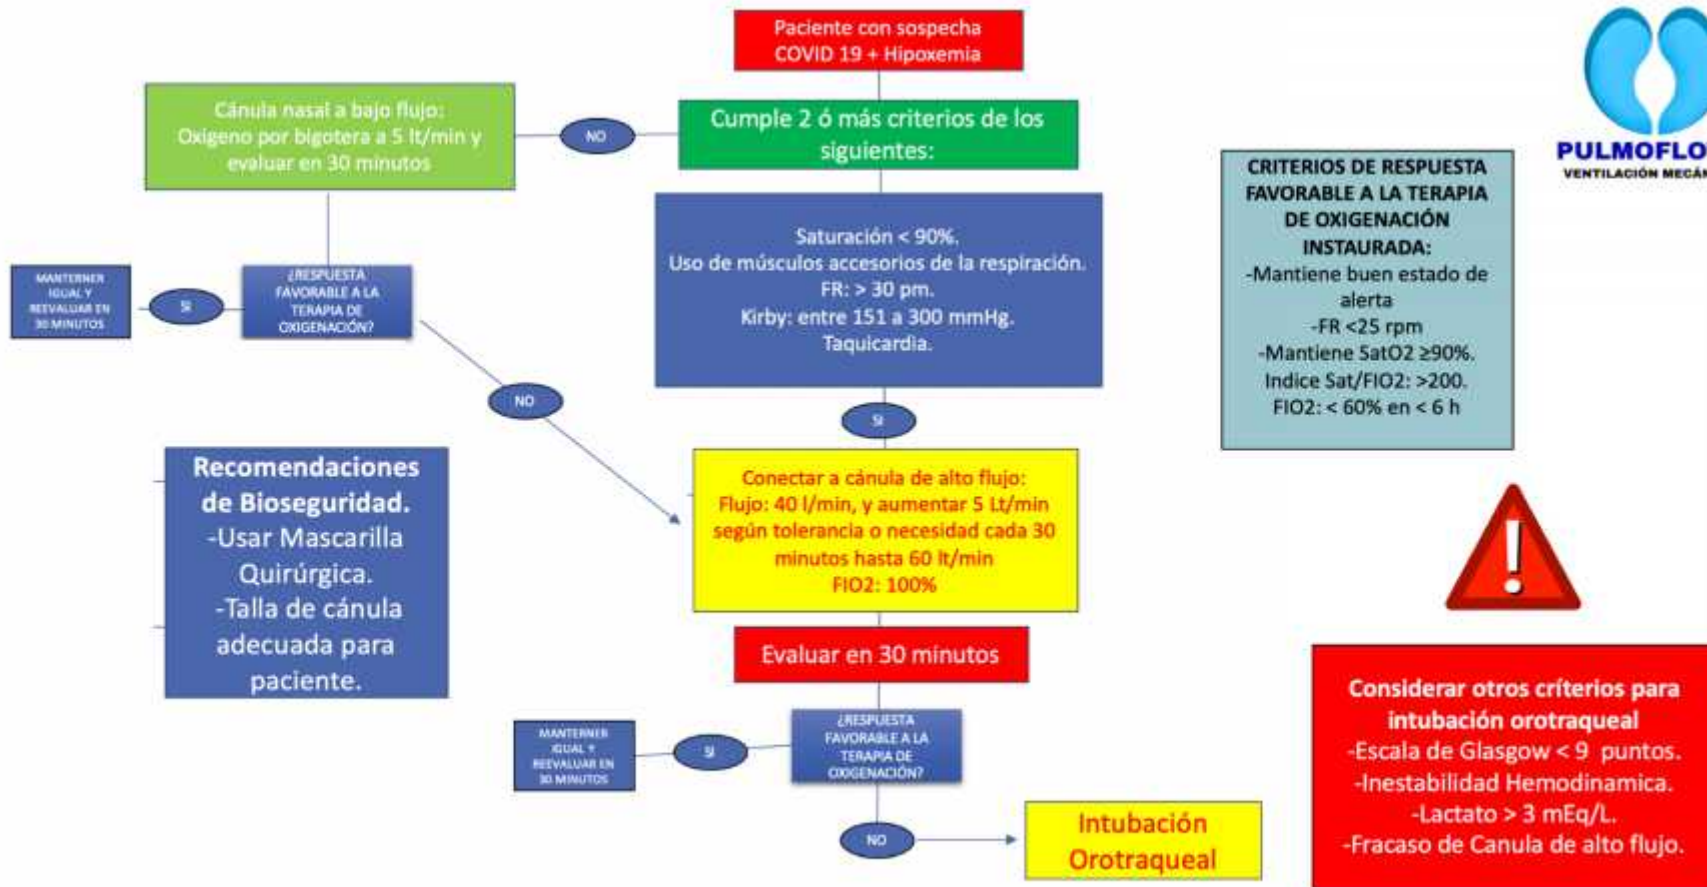 Paciente con sospecha
COVID 19 + Hipoxemia
Cánula nasal a bajo flujo:
Oxigeno por bigotera a 5 lt/min y
evaluar en 30 minutos
NO
Cumple 2 ó más criterios de los
siguientes:
PULMOFLO
VENTILACIÓN MECÁN
CRITERIOS DE RESPUESTA
FAVORABLE A LA TERAPIA
DE OXIGENACIÓN
INSTAURADA:
-Mantiene buen estado de
alerta
-FR <25 rpm
-Mantiene SatO2 ≥90%.
Indice Sat/FIO2: >200.
FIO2: < 60% en < 6 h
Saturación < 90%.
Uso de músculos accesorios de la respiración.
FR: > 30 pm.
Kirby: entre 151 a 300 mmHg.
Taquicardia.
MANTERNER
IGUAL Y
REEVALUAR EN
30 MINUTOS
SI
¿RESPUESTA
FAVORABLE A LA
TERAPIA DE
OXIGENACIÓN?
NO
SI
Recomendaciones
de Bioseguridad.
-Usar Mascarilla
Quirúrgica.
-Talla de cánula
adecuada para
paciente.
Conectar a cánula de alto flujo:
Flujo: 40 l/min, y aumentar 5 Lt/min
según tolerancia o necesidad cada 30
minutos hasta 60 lt/min
FIO2: 100%
Evaluar en 30 minutos
MANTERNER
IGUAL Y
REEVALUAR EN
30 MINUTOS
SI
¿RESPUESTA
FAVORABLE A LA
TERAPIA DE
OXIGENACIÓN?
NO
Intubación
Orotraqueal
Considerar otros críterios para
intubación orotraqueal
-Escala de Glasgow < 9 puntos.
-Inestabilidad Hemodinamica.
-Lactato > 3 mEq/L.
-Fracaso de Canula de alto flujo.